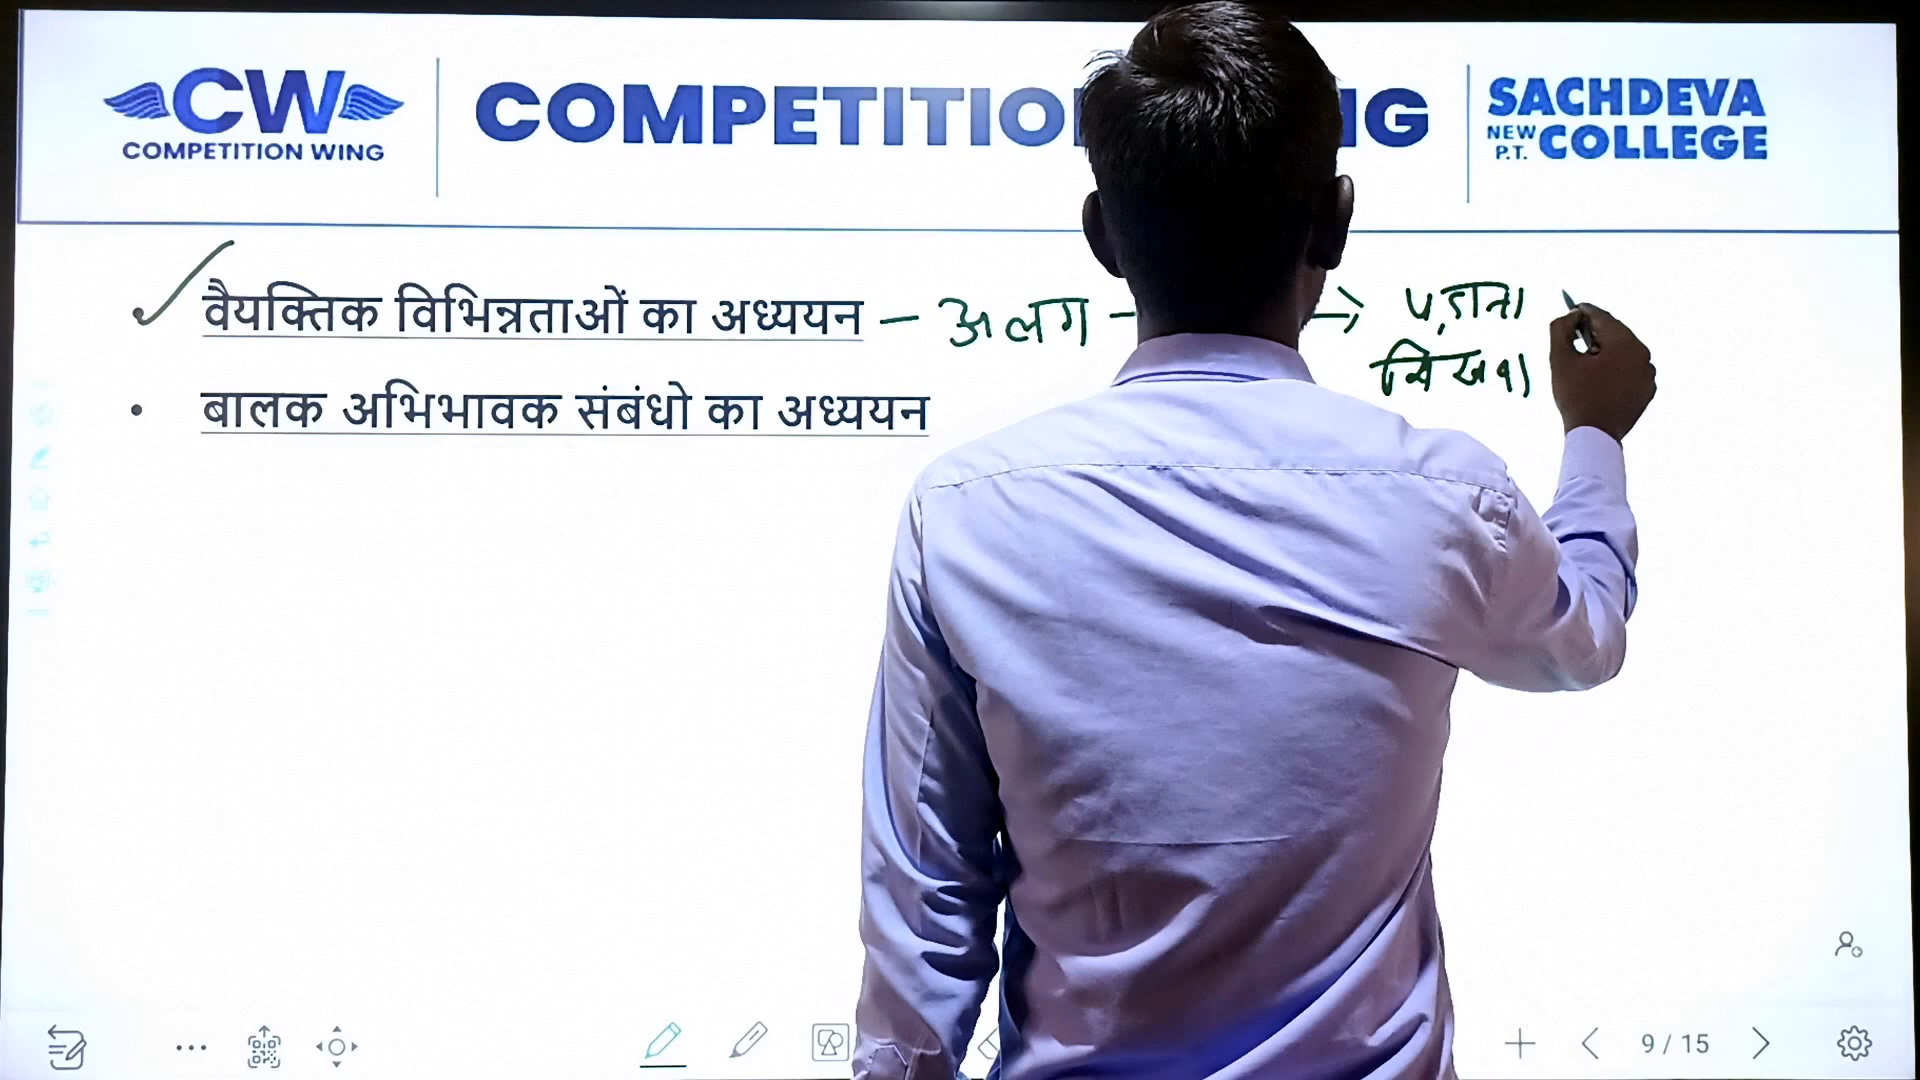 CW
COMPETITION WING
COMPETITIO
G
SACHDEVA
NEW P.T. COLLEGE
वैयक्तिक विभिन्नताओं का अध्ययन – अलग – → पढ़ाना
लिखना
• बालक अभिभावक संबंधो का अध्ययन
9 / 15